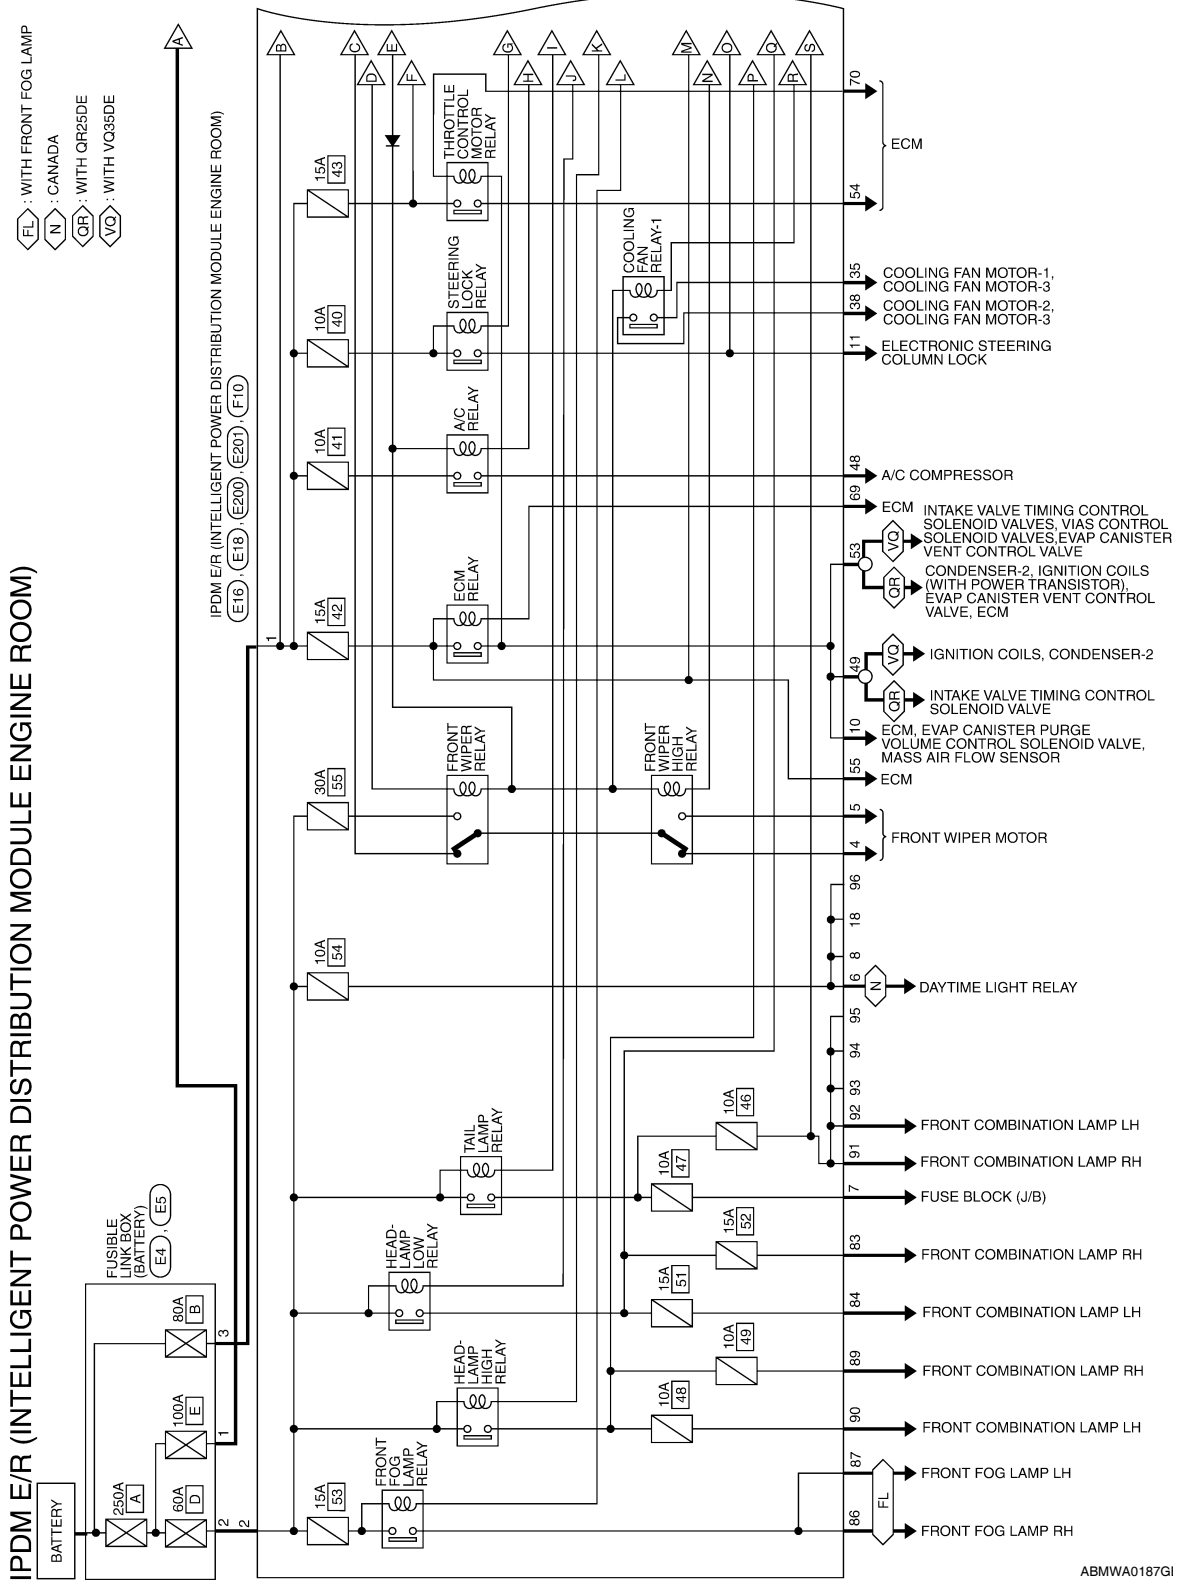 IPDM E/R (INTELLIGENT POWER DISTRIBUTION MODULE ENGINE ROOM)
FL : WITH FRONT FOG LAMP
N : CANADA
QR : WITH QR25DE
VQ : WITH VQ35DE
IPDM E/R (INTELLIGENT POWER DISTRIBUTION MODULE ENGINE ROOM)
E16 , E18 , E200 , E201 , F10
BATTERY
FUSIBLE
LINK BOX
(BATTERY)
E4 , E5
250A
A
60A
D
100A
E
80A
B
2
1
3
2
1
A
B
C
D
E
F
G
H
I
J
K
L
M
N
O
P
Q
R
S
15A
43
THROTTLE
CONTROL
MOTOR
RELAY
70
54
ECM
10A
40
STEERING
LOCK
RELAY
COOLING
FAN
RELAY-1
35
COOLING FAN MOTOR-1,
COOLING FAN MOTOR-3
38
COOLING FAN MOTOR-2,
COOLING FAN MOTOR-3
11
ELECTRONIC STEERING
COLUMN LOCK
10A
41
A/C
RELAY
48
A/C COMPRESSOR
69
ECM
15A
42
ECM
RELAY
53
VQ
INTAKE VALVE TIMING CONTROL
SOLENOID VALVES, VIAS CONTROL
SOLENOID VALVES,EVAP CANISTER
VENT CONTROL VALVE
QR
CONDENSER-2, IGNITION COILS
(WITH POWER TRANSISTOR),
EVAP CANISTER VENT CONTROL
VALVE, ECM
49
VQ
IGNITION COILS, CONDENSER-2
QR
INTAKE VALVE TIMING CONTROL
SOLENOID VALVE
10
ECM, EVAP CANISTER PURGE
VOLUME CONTROL SOLENOID VALVE,
MASS AIR FLOW SENSOR
55
ECM
30A
55
FRONT
WIPER
RELAY
FRONT
WIPER
HIGH
RELAY
5
4
FRONT WIPER MOTOR
10A
54
96
18
8
6
N
DAYTIME LIGHT RELAY
95
94
93
92
FRONT COMBINATION LAMP LH
91
FRONT COMBINATION LAMP RH
TAIL
LAMP
RELAY
10A
46
10A
47
7
FUSE BLOCK (J/B)
HEAD-
LAMP
LOW
RELAY
15A
52
83
FRONT COMBINATION LAMP RH
15A
51
84
FRONT COMBINATION LAMP LH
HEAD-
LAMP
HIGH
RELAY
10A
49
89
FRONT COMBINATION LAMP RH
10A
48
90
FRONT COMBINATION LAMP LH
15A
53
FRONT
FOG
LAMP
RELAY
87
FRONT FOG LAMP LH
FL
86
FRONT FOG LAMP RH
ABMWA0187GI